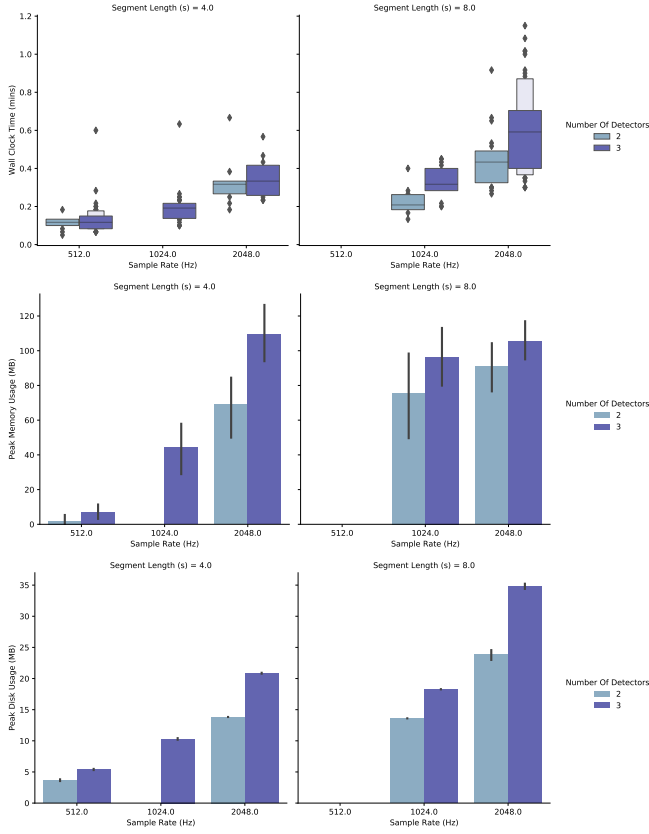 Segment Length (s) = 4.0
Segment Length (s) = 8.0
1.2
1.0
0.8
0.6
0.4
0.2
0.0
Wall Clock Time (mins)
512.0
1024.0
2048.0
512.0
1024.0
2048.0
Sample Rate (Hz)
Sample Rate (Hz)
Number Of Detectors
2
3
Segment Length (s) = 4.0
Segment Length (s) = 8.0
120
100
80
60
40
20
0
Peak Memory Usage (MB)
512.0
1024.0
2048.0
512.0
1024.0
2048.0
Sample Rate (Hz)
Sample Rate (Hz)
Number Of Detectors
2
3
Segment Length (s) = 4.0
Segment Length (s) = 8.0
35
30
25
20
15
10
5
0
Peak Disk Usage (MB)
512.0
1024.0
2048.0
512.0
1024.0
2048.0
Sample Rate (Hz)
Sample Rate (Hz)
Number Of Detectors
2
3